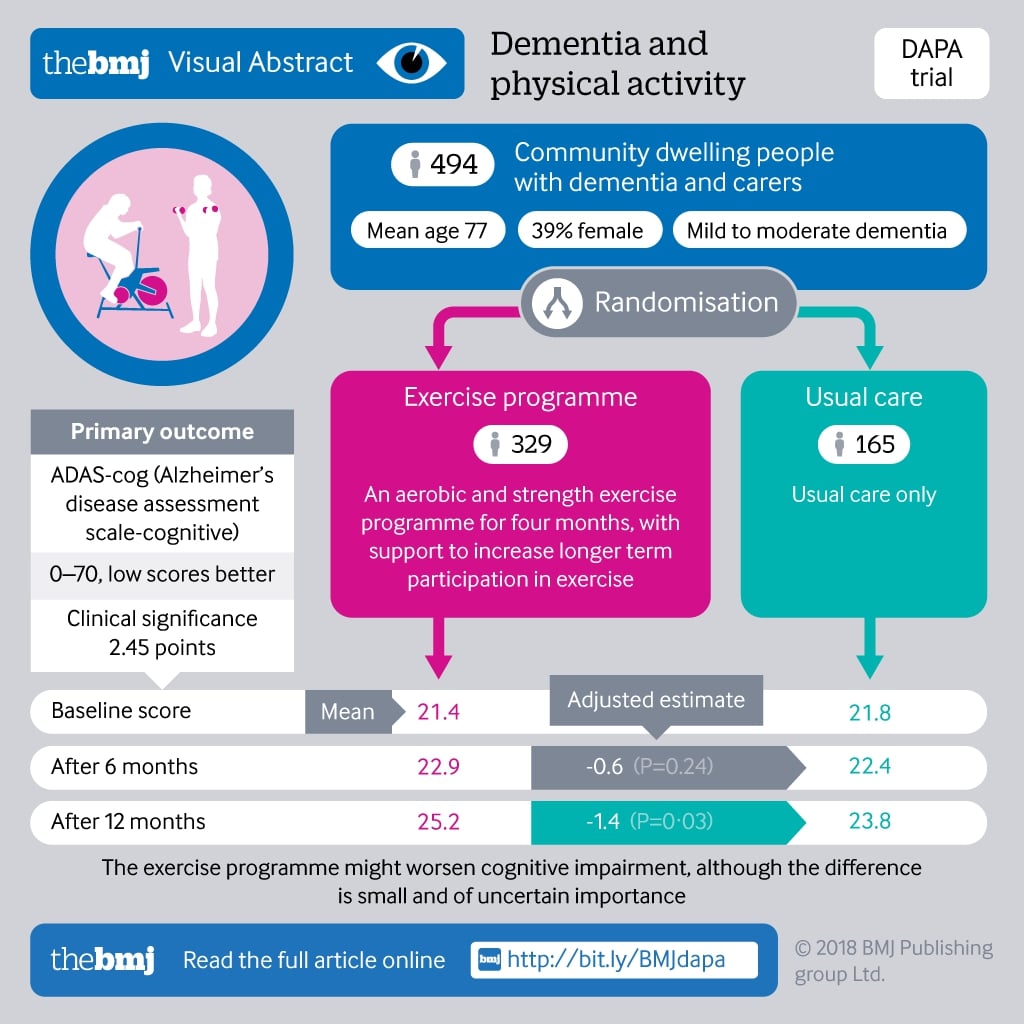 thebmj Visual Abstract
Dementia and
physical activity
DAPA
trial
494
Community dwelling people
with dementia and carers
Mean age 77
39% female
Mild to moderate dementia
Randomisation
Exercise programme
329
An aerobic and strength exercise
programme for four months, with
support to increase longer term
participation in exercise
Usual care
165
Usual care only
Primary outcome
ADAS-cog (Alzheimer's
disease assessment
scale-cognitive)
0–70, low scores better
Clinical significance
2.45 points
Adjusted estimate
Baseline score Mean 21.4 21.8
After 6 months 22.9 -0.6 (P=0.24) 22.4
After 12 months 25.2 -1.4 (P=0·03) 23.8
The exercise programme might worsen cognitive impairment, although the difference
is small and of uncertain importance
thebmj Read the full article online bmj http://bit.ly/BMJdapa
© 2018 BMJ Publishing
group Ltd.